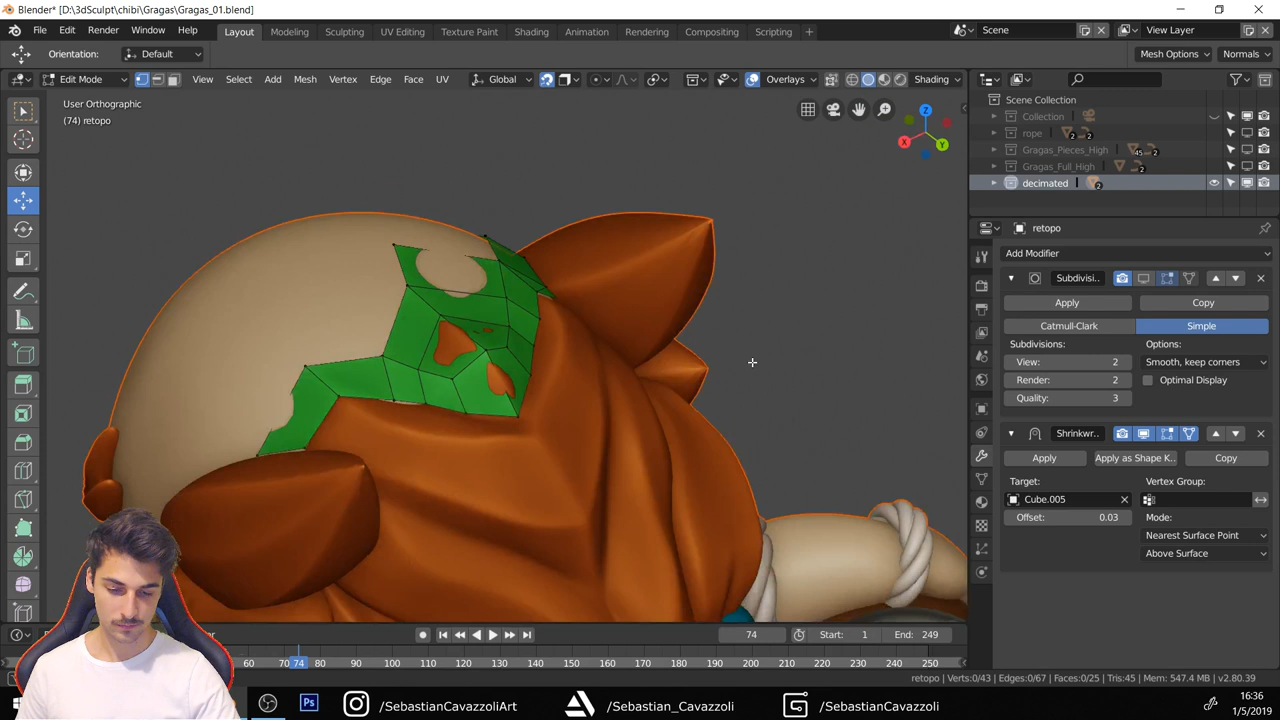 Blender* [D:\3dSculpt\chibi\Gragas\Gragas_01.blend]
File Edit Render Window Help Layout Modeling Sculpting UV Editing Texture Paint Shading Animation Rendering Compositing Scripting + Scene View Layer
Orientation: Default Mesh Options Normals
Edit Mode View Select Add Mesh Vertex Edge Face UV Global Overlays Shading
User Orthographic
(74) retopo
Z
X
Y
Scene Collection
Collection
rope 2 2
Gragas_Pieces_High 45 2
Gragas_Full_High 2
decimated 2
retopo
Add Modifier
Subdivisi..
Apply Copy
Catmull-Clark Simple
Subdivisions: Options:
View: 2 Smooth, keep corners
Render: 2 Optimal Display
Quality: 3
Shrinkwr..
Apply Apply as Shape K.. Copy
Target: Vertex Group:
Cube.005
Offset: 0.03 Mode:
Nearest Surface Point
Above Surface
74 Start: 1 End: 249
60 70 74 80 90 100 110 120 130 140 150 160 170 180 190 200 210 220 230 240 250
retopo | Verts:0/43 | Edges:0/67 | Faces:0/25 | Tris:45 | Mem: 547.4 MB | v2.80.39
Ps /SebastianCavazzoliArt /Sebastian_Cavazzoli /SebastianCavazzoli
16:36
1/5/2019